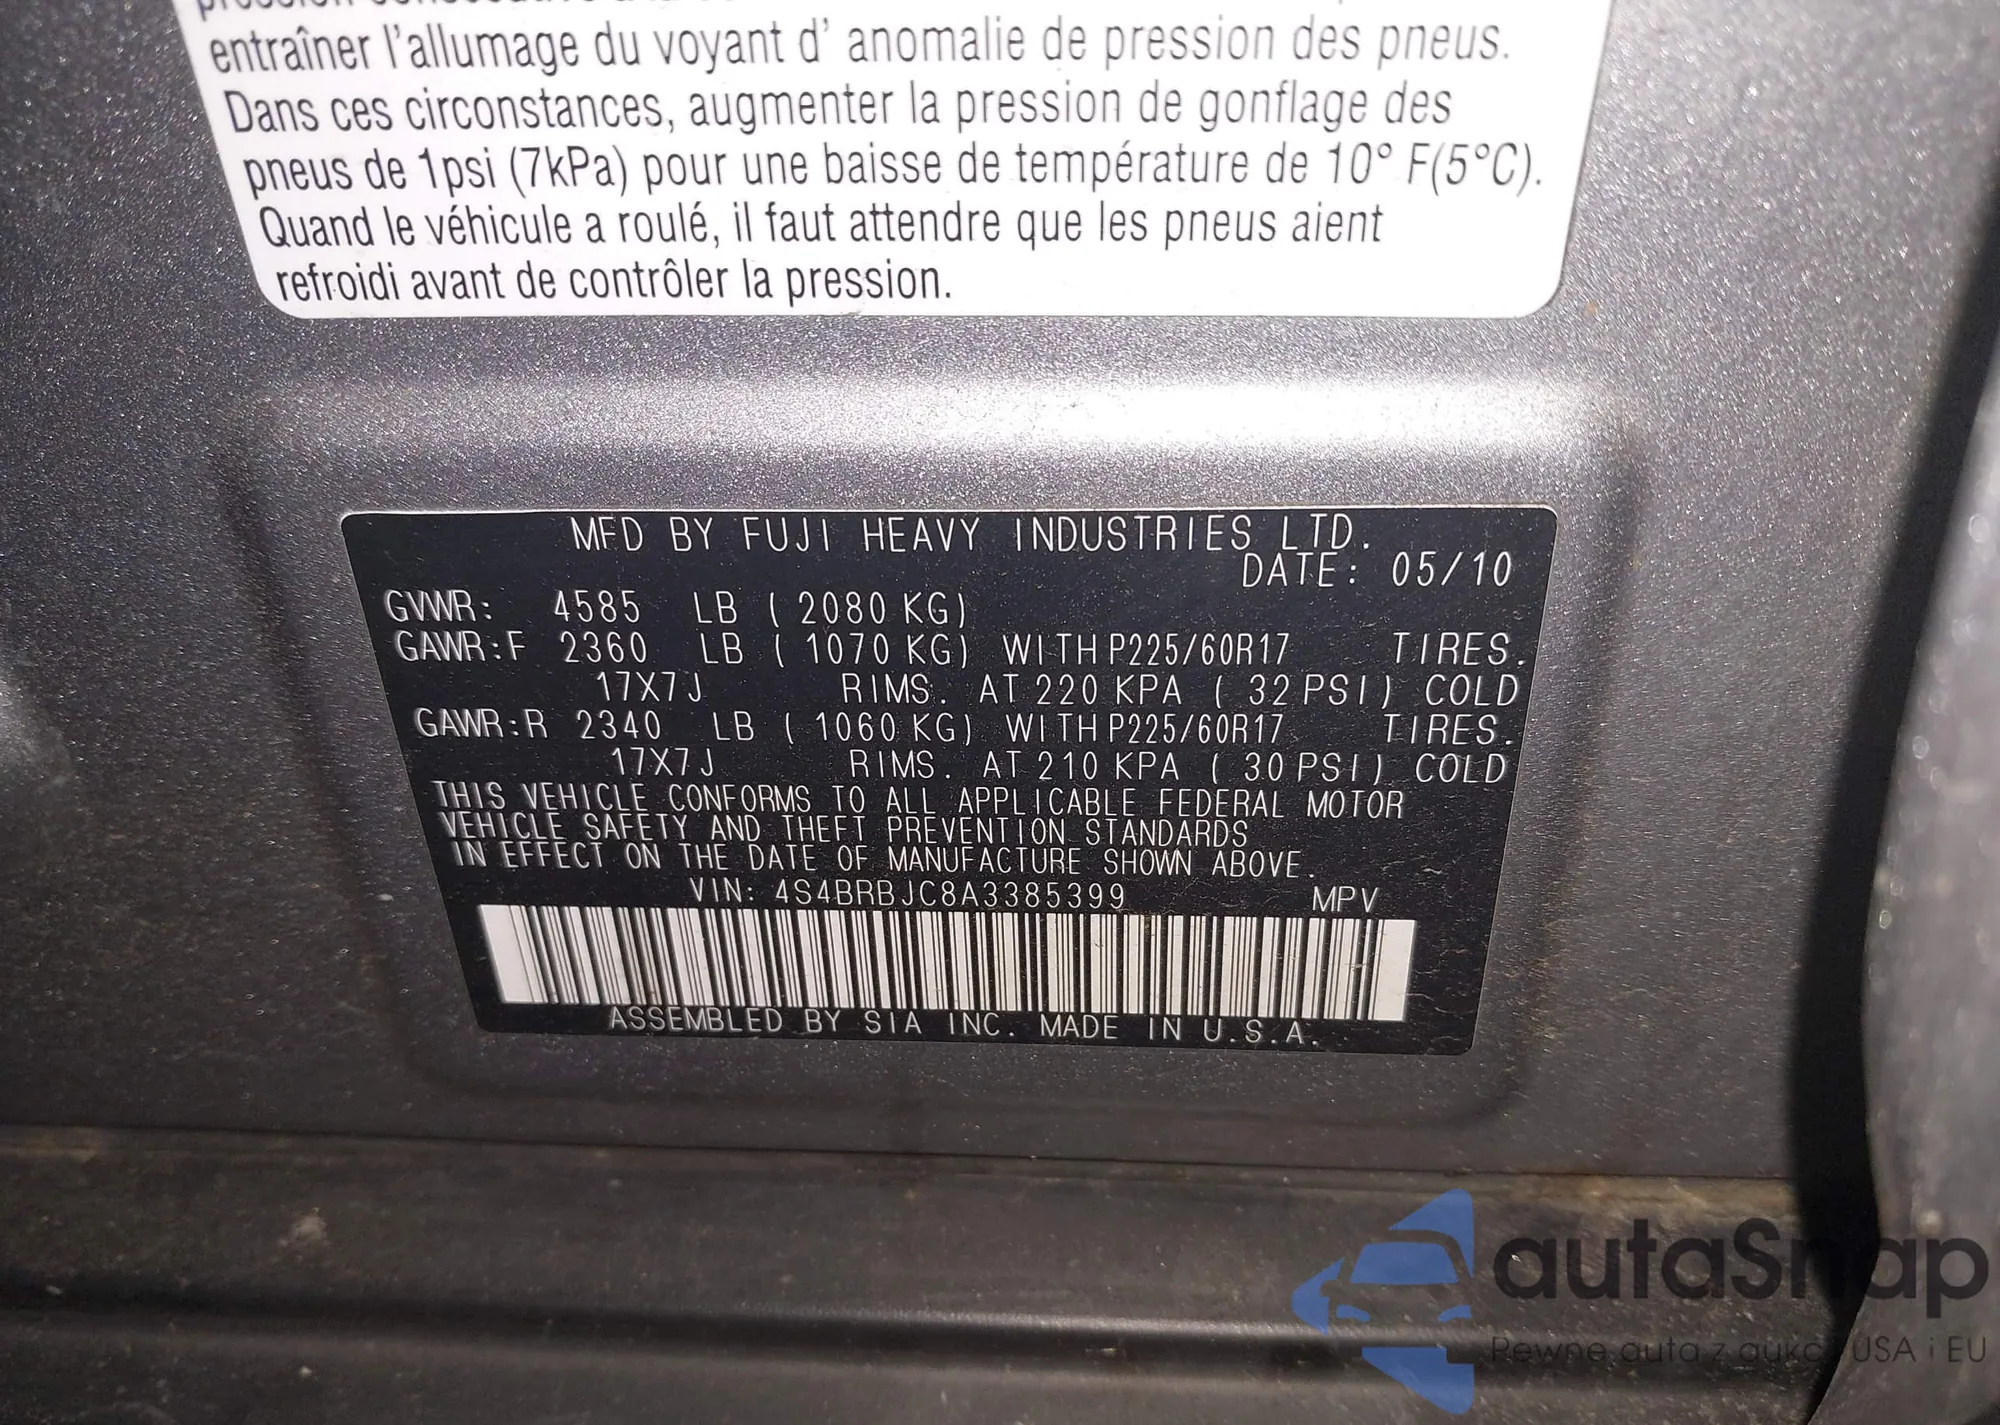 entraîner l'allumage du voyant d' anomalie de pression des pneus.
Dans ces circonstances, augmenter la pression de gonflage des
pneus de 1psi (7kPa) pour une baisse de température de 10° F(5°C).
Quand le véhicule a roulé, il faut attendre que les pneus aient
refroidi avant de contrôler la pression.
MFD BY FUJI HEAVY INDUSTRIES LTD.
DATE: 05/10
GVWR: 4585 LB (2080 KG)
GAWR:F 2360 LB (1070 KG) WITH P225/60R17 TIRES.
17X7J RIMS. AT 220 KPA (32 PSI) COLD
GAWR:R 2340 LB (1060 KG) WITH P225/60R17 TIRES.
17X7J RIMS. AT 210 KPA (30 PSI) COLD
THIS VEHICLE CONFORMS TO ALL APPLICABLE FEDERAL MOTOR
VEHICLE SAFETY AND THEFT PREVENTION STANDARDS
IN EFFECT ON THE DATE OF MANUFACTURE SHOWN ABOVE.
VIN: 4S4BRBJC8A3385399 MPV
ASSEMBLED BY SIA INC. MADE IN U.S.A.
autaSnap
Pewne auta z aukcji USA i EU